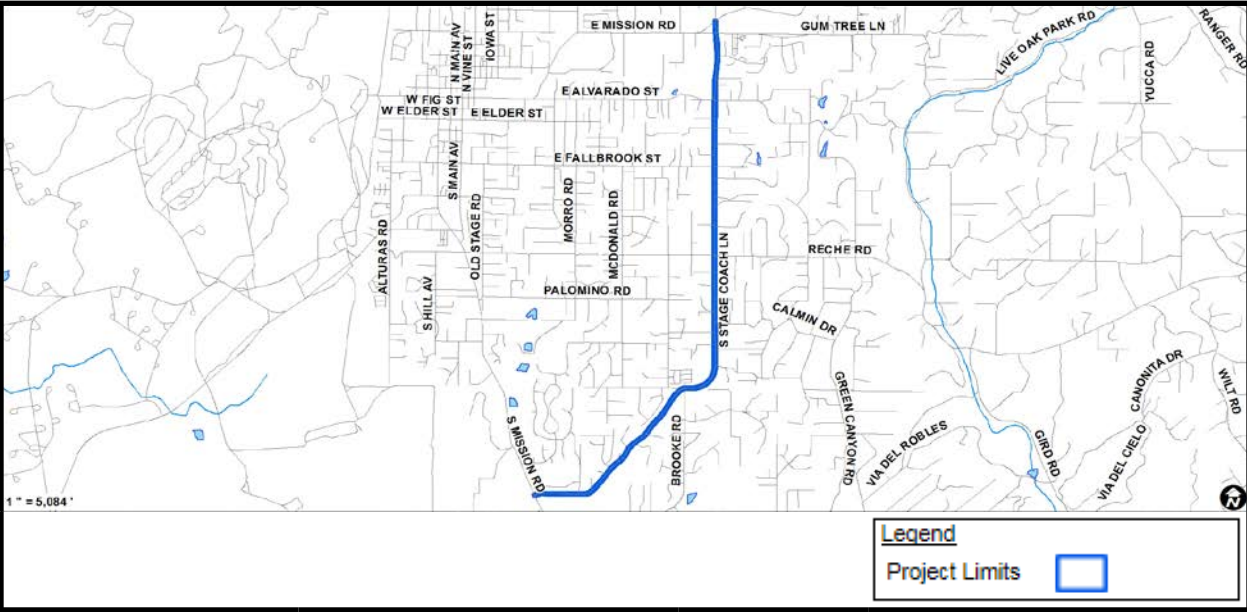 E MISSION RD
GUM TREE LN
LIVE OAK PARK RD
RANGER RD
N MAIN AV
N VINE ST
IOWA ST
YUCCA RD
W FIG ST
E ALVARADO ST
W ELDER ST
E ELDER ST
E FALLBROOK ST
S MAIN AV
OLD STAGE RD
MORRO RD
MCDONALD RD
ALTURAS RD
S HILL AV
PALOMINO RD
S STAGE COACH LN
RECHE RD
CALMIN DR
GREEN CANYON RD
CANONITA DR
WILT RD
S MISSION RD
BROOKE RD
VIA DEL ROBLES
GIRD RD
VIA DEL CIELO
1 " = 5,084 '
N
Legend
Project Limits